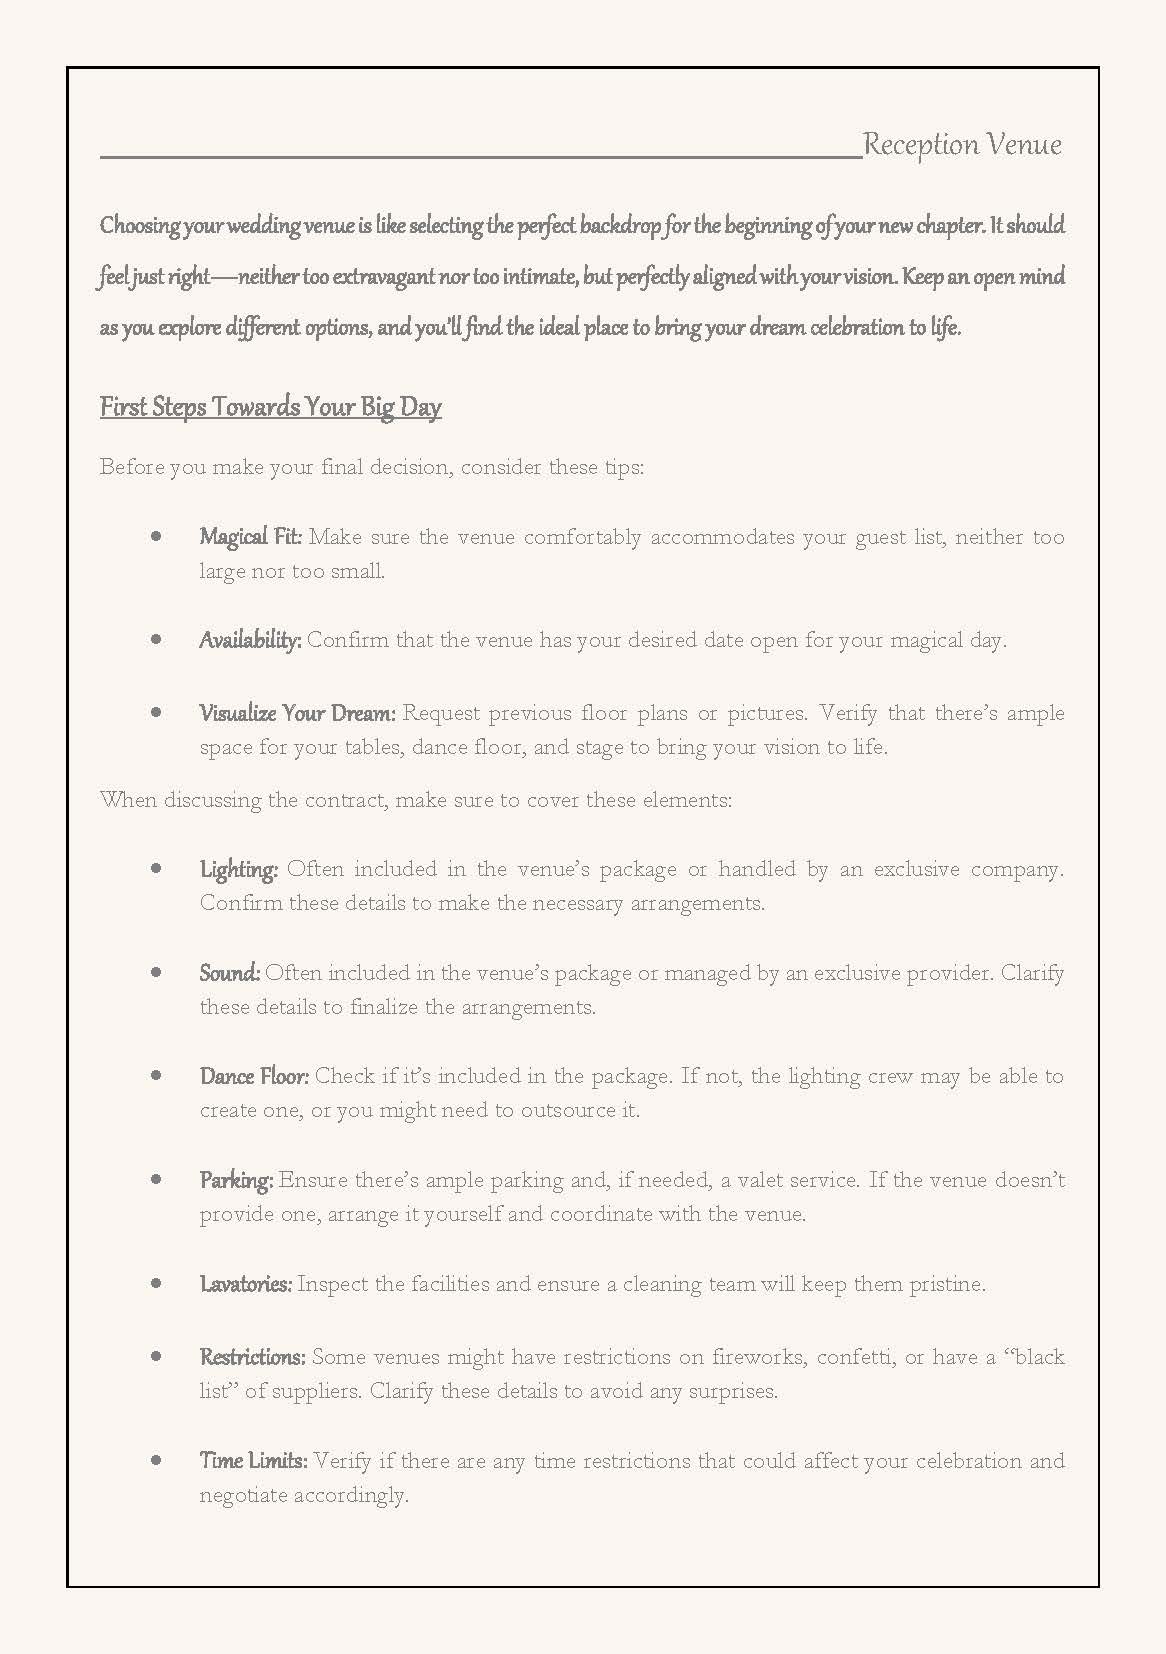 Reception Venue
Choosing your wedding venue is like selecting the perfect backdrop for the beginning of your new chapter. It should
feel just right—neither too extravagant nor too intimate, but perfectly aligned with your vision. Keep an open mind
as you explore different options, and you’ll find the ideal place to bring your dream celebration to life.
First Steps Towards Your Big Day
Before you make your final decision, consider these tips:
• Magical Fit: Make sure the venue comfortably accommodates your guest list, neither too
large nor too small.
• Availability: Confirm that the venue has your desired date open for your magical day.
• Visualize Your Dream: Request previous floor plans or pictures. Verify that there’s ample
space for your tables, dance floor, and stage to bring your vision to life.
When discussing the contract, make sure to cover these elements:
• Lighting: Often included in the venue’s package or handled by an exclusive company.
Confirm these details to make the necessary arrangements.
• Sound: Often included in the venue’s package or managed by an exclusive provider. Clarify
these details to finalize the arrangements.
• Dance Floor: Check if it’s included in the package. If not, the lighting crew may be able to
create one, or you might need to outsource it.
• Parking: Ensure there’s ample parking and, if needed, a valet service. If the venue doesn’t
provide one, arrange it yourself and coordinate with the venue.
• Lavatories: Inspect the facilities and ensure a cleaning team will keep them pristine.
• Restrictions: Some venues might have restrictions on fireworks, confetti, or have a “black
list” of suppliers. Clarify these details to avoid any surprises.
• Time Limits: Verify if there are any time restrictions that could affect your celebration and
negotiate accordingly.